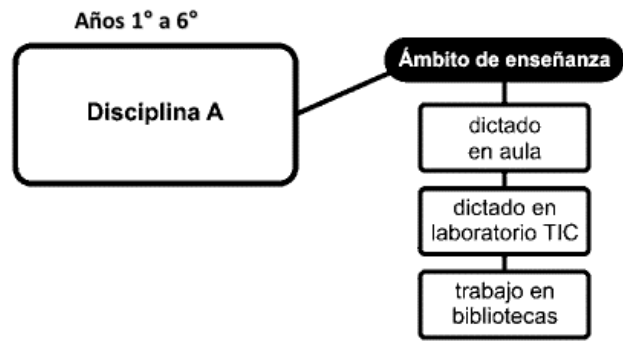 Años 1° a 6°
Disciplina A
Ámbito de enseñanza
dictado
en aula
dictado en
laboratorio TIC
trabajo en
bibliotecas